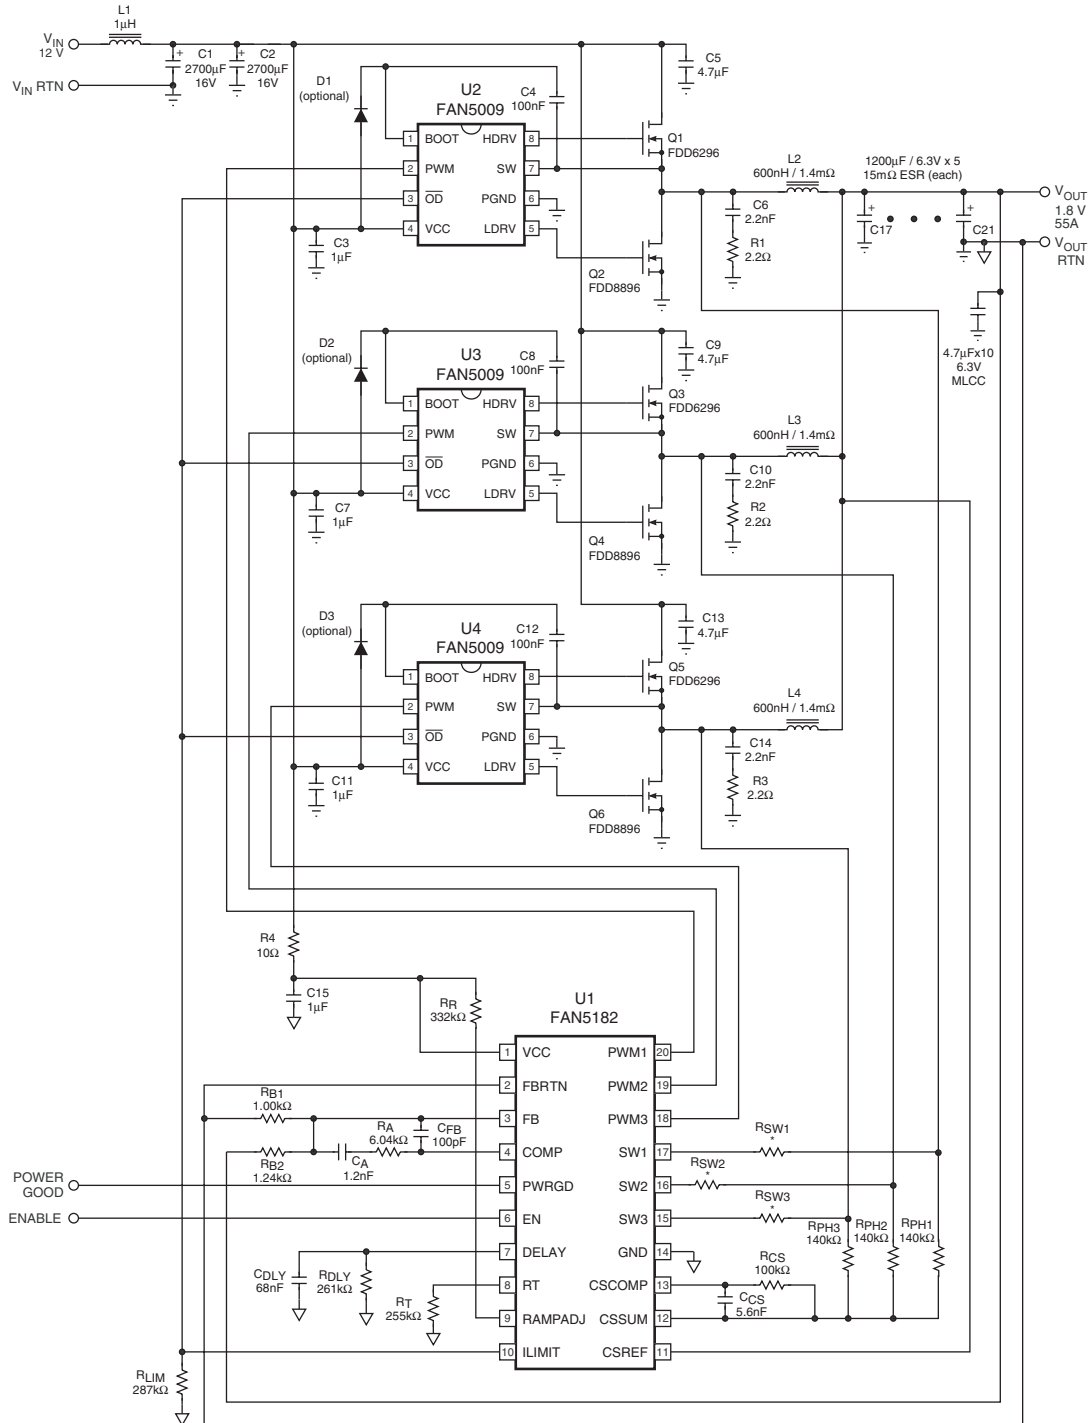 L1
1µH
VIN
12 V
VIN RTN
C1
2700µF
16V
C2
2700µF
16V
C5
4.7µF
D1
(optional)
U2
FAN5009
C4
100nF
1 BOOT HDRV 8
2 PWM SW 7
3 OD PGND 6
4 VCC LDRV 5
C3
1µF
Q1
FDD6296
Q2
FDD8896
L2
600nH / 1.4mΩ
C6
2.2nF
R1
2.2Ω
1200µF / 6.3V x 5
15mΩ ESR (each)
C17
C21
VOUT
1.8 V
55A
VOUT
RTN
4.7µFx10
6.3V
MLCC
D2
(optional)
U3
FAN5009
C8
100nF
C9
4.7µF
1 BOOT HDRV 8
2 PWM SW 7
3 OD PGND 6
4 VCC LDRV 5
C7
1µF
Q3
FDD6296
Q4
FDD8896
L3
600nH / 1.4mΩ
C10
2.2nF
R2
2.2Ω
D3
(optional)
U4
FAN5009
C12
100nF
C13
4.7µF
1 BOOT HDRV 8
2 PWM SW 7
3 OD PGND 6
4 VCC LDRV 5
C11
1µF
Q5
FDD6296
Q6
FDD8896
L4
600nH / 1.4mΩ
C14
2.2nF
R3
2.2Ω
R4
10Ω
C15
1µF
RR
332kΩ
U1
FAN5182
1 VCC PWM1 20
2 FBRTN PWM2 19
3 FB PWM3 18
4 COMP SW1 17
5 PWRGD SW2 16
6 EN SW3 15
7 DELAY GND 14
8 RT CSCOMP 13
9 RAMPADJ CSSUM 12
10 ILIMIT CSREF 11
RB1
1.00kΩ
RB2
1.24kΩ
CA
1.2nF
RA
6.04kΩ
CFB
100pF
POWER
GOOD
ENABLE
CDLY
68nF
RDLY
261kΩ
RT
255kΩ
RLIM
287kΩ
RSW1
*
RSW2
*
RSW3
*
RPH3
140kΩ
RPH2
140kΩ
RPH1
140kΩ
RCS
100kΩ
CCS
5.6nF